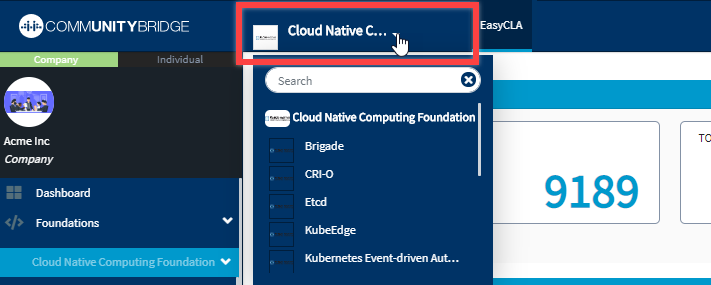 COMMUNITYBRIDGE
Cloud Native C...
EasyCLA
Company
Individual
Search
Acme Inc
Company
Cloud Native Computing Foundation
Brigade
CRI-O
Etcd
KubeEdge
Kubernetes Event-driven Aut...
Dashboard
Foundations
Cloud Native Computing Foundation
TO
9189